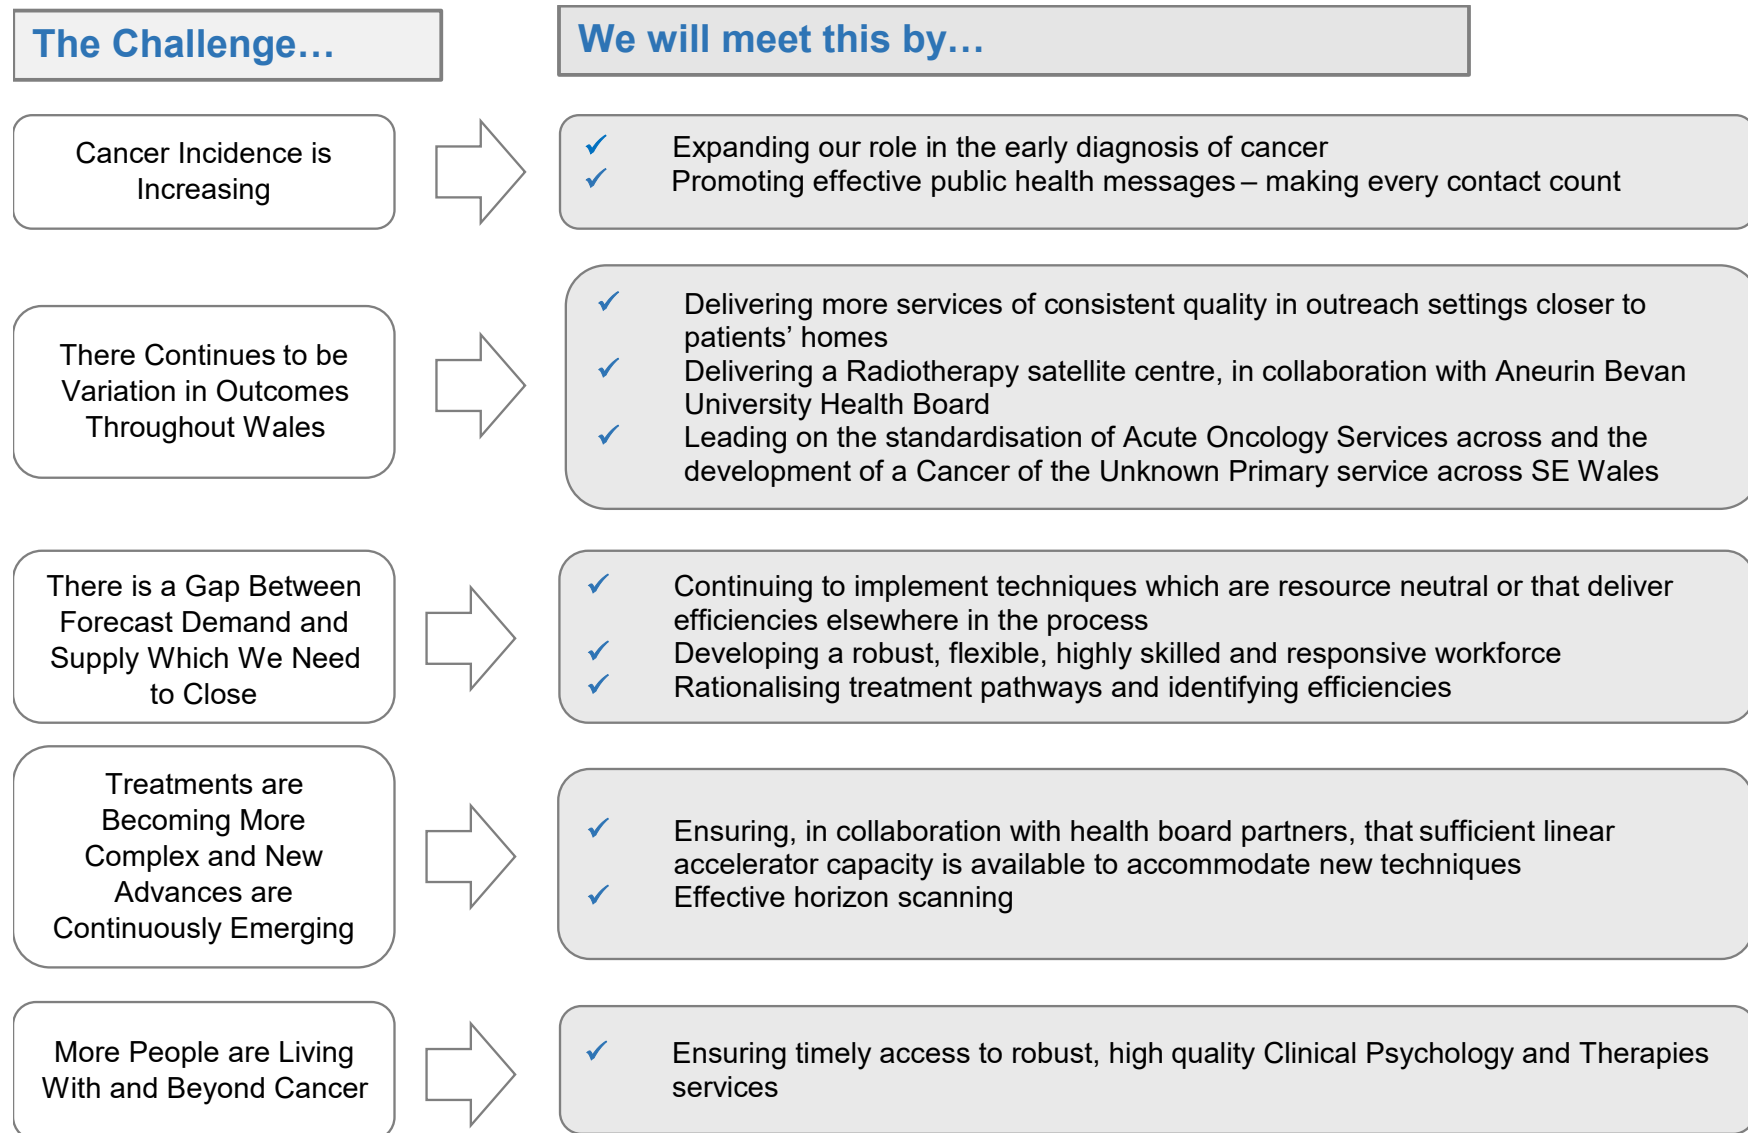 The Challenge…
We will meet this by…
Cancer Incidence is
Increasing
✓ Expanding our role in the early diagnosis of cancer
✓ Promoting effective public health messages – making every contact count
There Continues to be
Variation in Outcomes
Throughout Wales
✓ Delivering more services of consistent quality in outreach settings closer to
patients’ homes
✓ Delivering a Radiotherapy satellite centre, in collaboration with Aneurin Bevan
University Health Board
✓ Leading on the standardisation of Acute Oncology Services across and the
development of a Cancer of the Unknown Primary service across SE Wales
There is a Gap Between
Forecast Demand and
Supply Which We Need
to Close
✓ Continuing to implement techniques which are resource neutral or that deliver
efficiencies elsewhere in the process
✓ Developing a robust, flexible, highly skilled and responsive workforce
✓ Rationalising treatment pathways and identifying efficiencies
Treatments are
Becoming More
Complex and New
Advances are
Continuously Emerging
✓ Ensuring, in collaboration with health board partners, that sufficient linear
accelerator capacity is available to accommodate new techniques
✓ Effective horizon scanning
More People are Living
With and Beyond Cancer
✓ Ensuring timely access to robust, high quality Clinical Psychology and Therapies
services